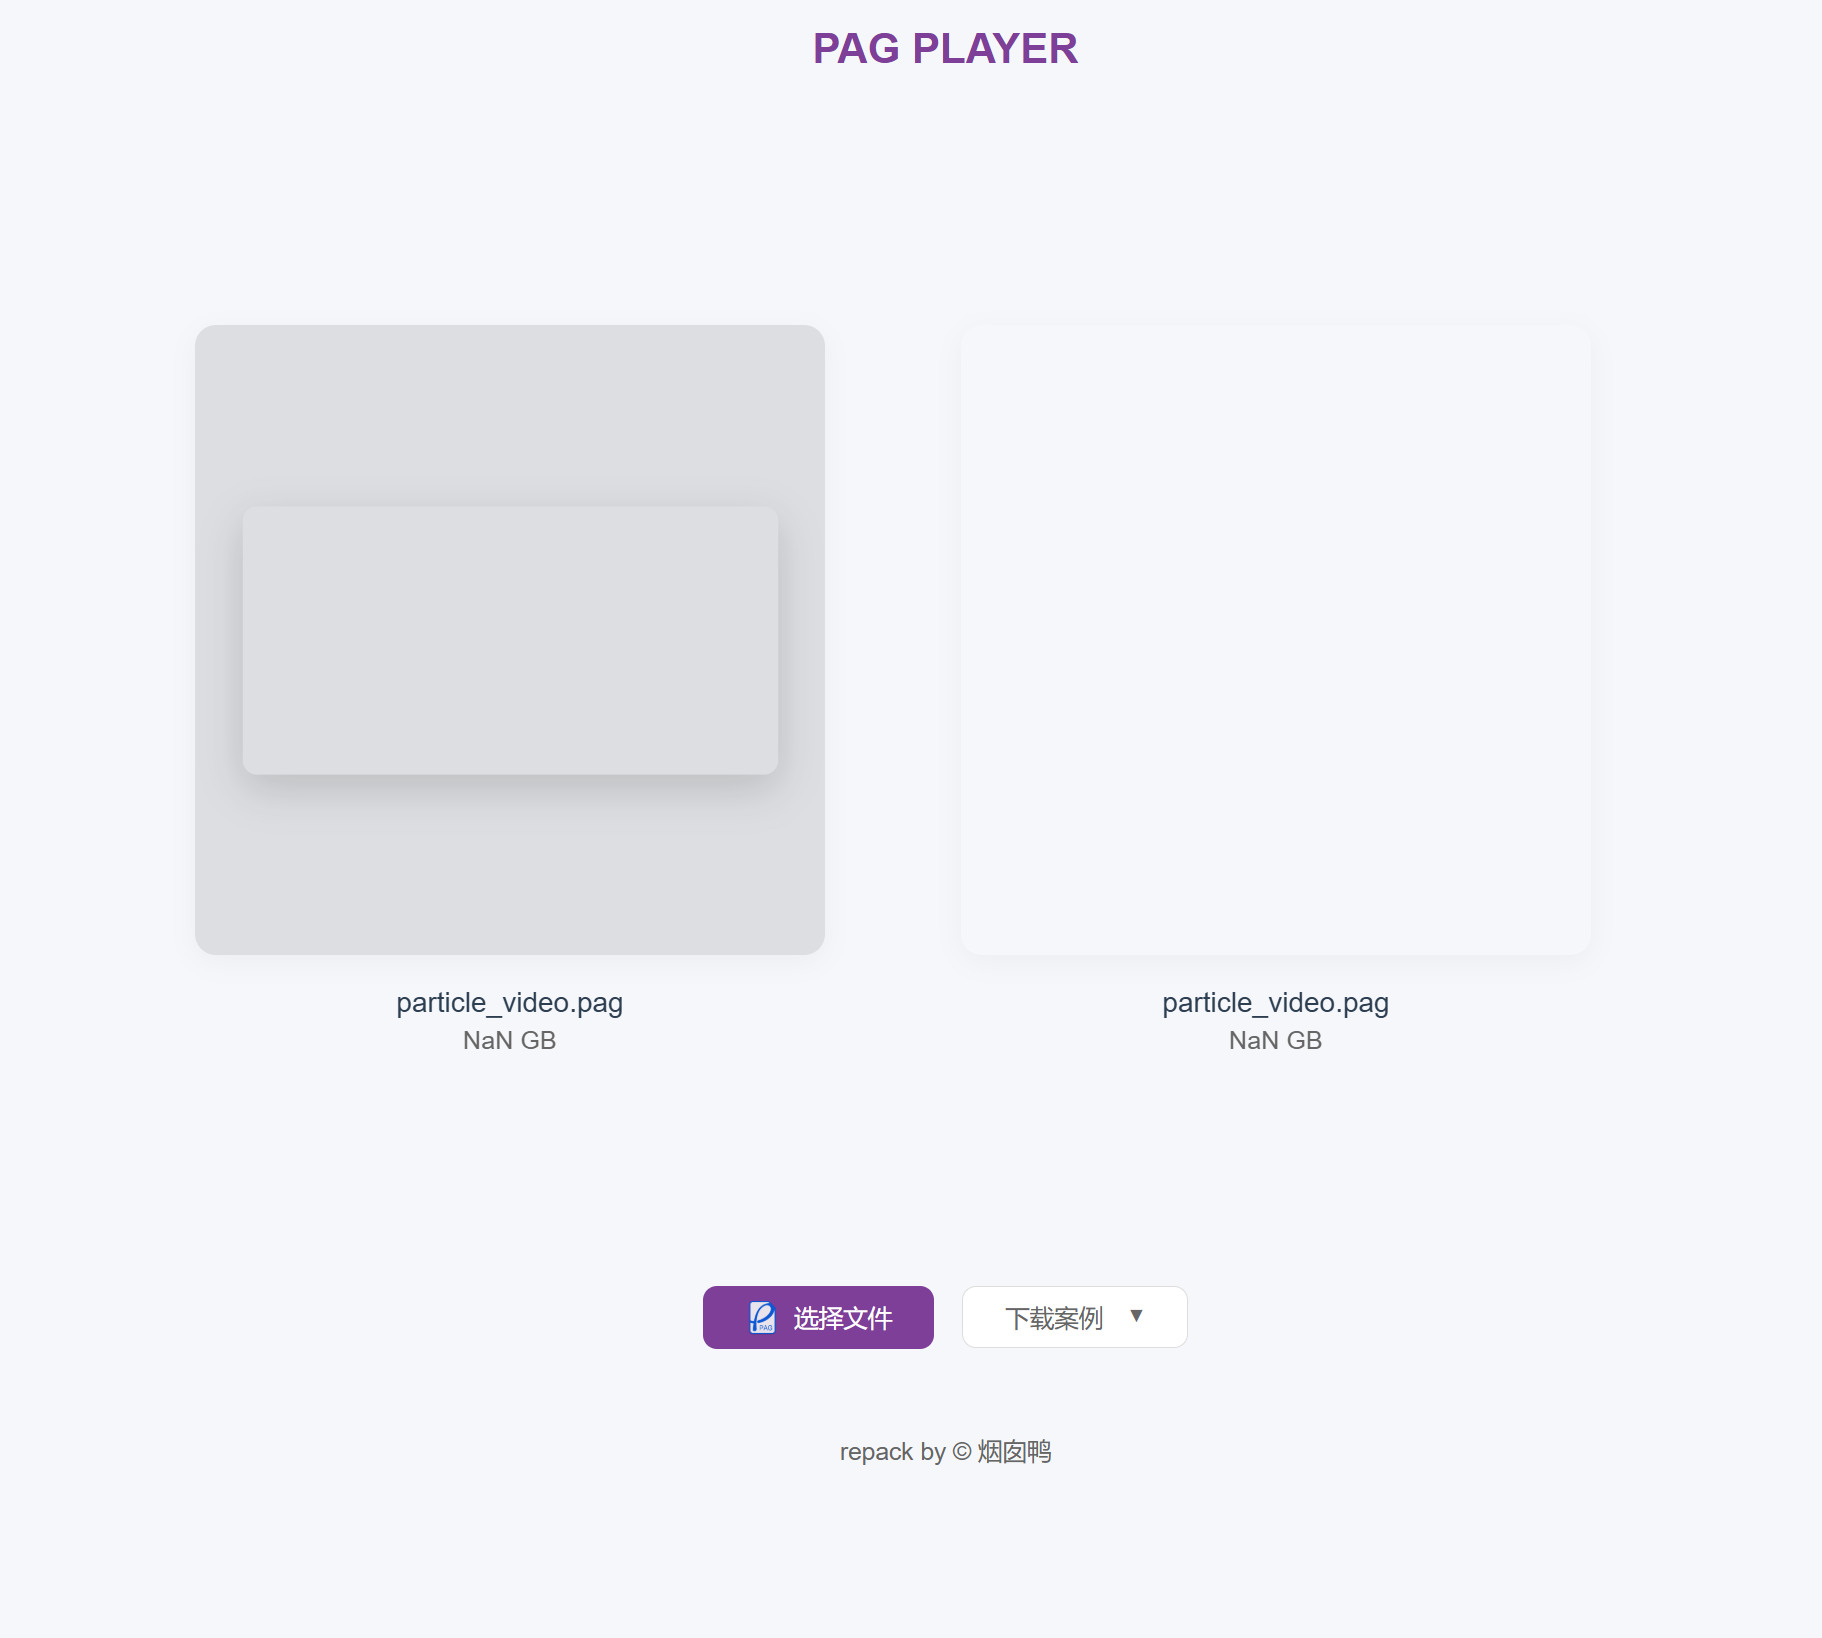 PAG PLAYER
particle_video.pag
NaN GB
particle_video.pag
NaN GB
PAG
选择文件
下载案例 ▼
repack by © 烟囱鸭